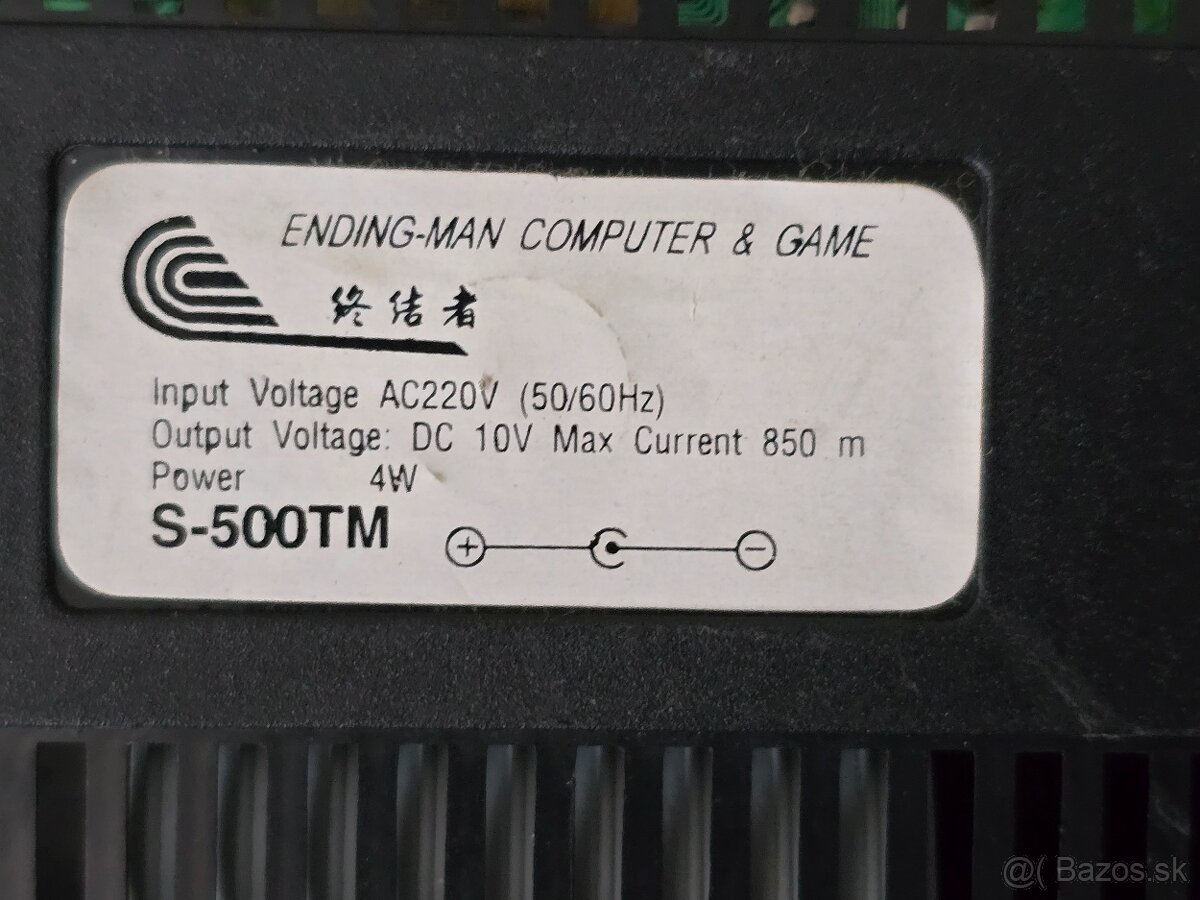 ENDING-MAN COMPUTER & GAME
终结者
Input Voltage AC220V (50/60Hz)
Output Voltage: DC 10V Max Current 850 m
Power 4W
S-500TM
@( Bazos.sk